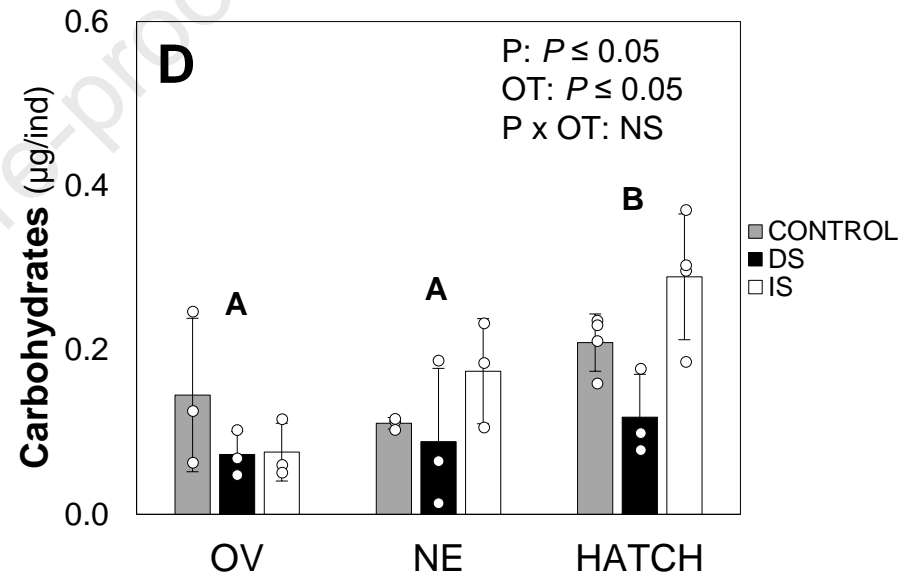 0.6
D
P: P ≤ 0.05
OT: P ≤ 0.05
P x OT: NS
Carbohydrates (µg/ind)
0.4
B
CONTROL
DS
IS
A
A
0.2
0.0
OV NE HATCH